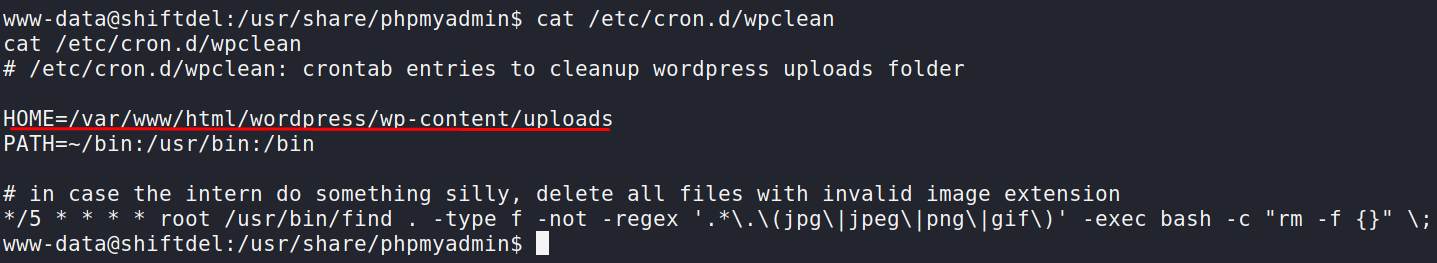 www-data@shiftdel:/usr/share/phpmyadmin$ cat /etc/cron.d/wpclean
cat /etc/cron.d/wpclean
# /etc/cron.d/wpclean: crontab entries to cleanup wordpress uploads folder
HOME=/var/www/html/wordpress/wp-content/uploads
PATH=~/bin:/usr/bin:/bin
# in case the intern do something silly, delete all files with invalid image extension
*/5 * * * * root /usr/bin/find . -type f -not -regex '.*\.\(jpg\|jpeg\|png\|gif\)' -exec bash -c "rm -f {}" \;
www-data@shiftdel:/usr/share/phpmyadmin$